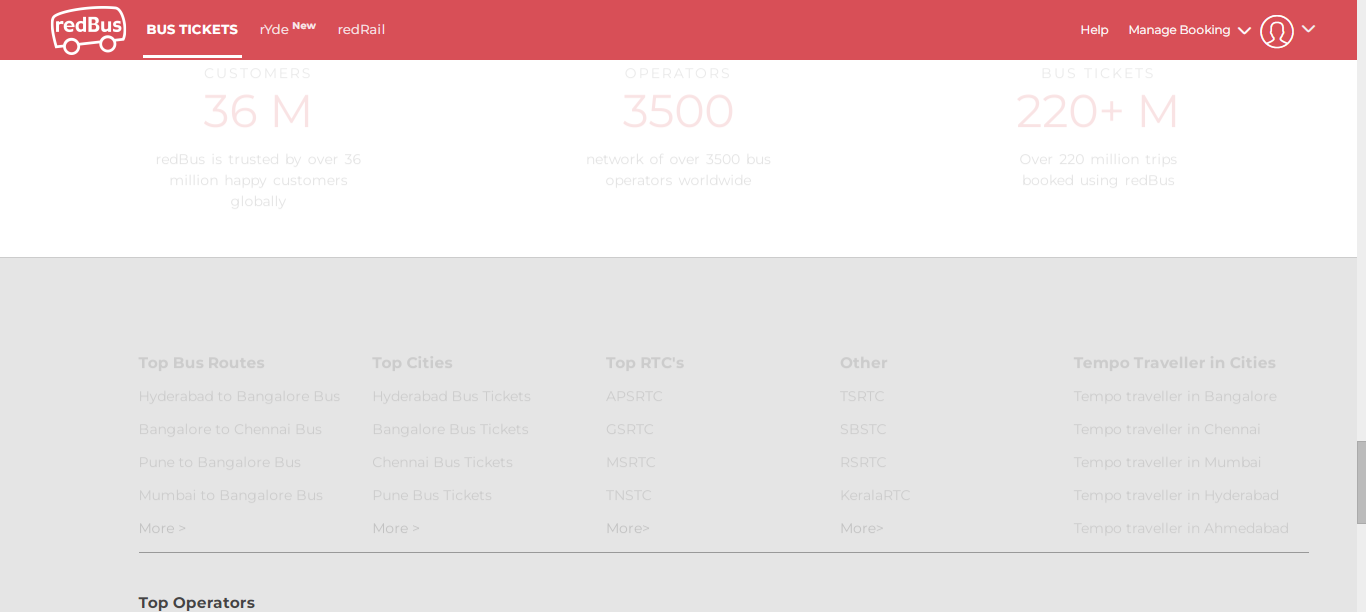 redBus BUS TICKETS rYde New redRail Help Manage Booking
CUSTOMERS OPERATORS BUS TICKETS
36 M 3500 220+ M
redBus is trusted by over 36 network of over 3500 bus Over 220 million trips
million happy customers operators worldwide booked using redBus
globally
Top Bus Routes Top Cities Top RTC's Other Tempo Traveller in Cities
Hyderabad to Bangalore Bus Hyderabad Bus Tickets APSRTC TSRTC Tempo traveller in Bangalore
Bangalore to Chennai Bus Bangalore Bus Tickets GSRTC SBSTC Tempo traveller in Chennai
Pune to Bangalore Bus Chennai Bus Tickets MSRTC RSRTC Tempo traveller in Mumbai
Mumbai to Bangalore Bus Pune Bus Tickets TNSTC KeralaRTC Tempo traveller in Hyderabad
More > More > More> More> Tempo traveller in Ahmedabad
Top Operators